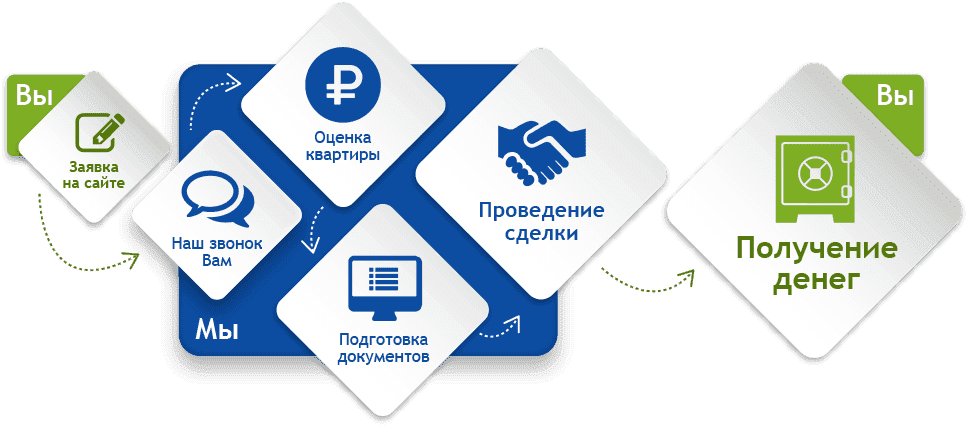 Вы
Заявка
на сайте
Наш звонок
Вам
Оценка
квартиры
Подготовка
документов
Мы
Проведение
сделки
Вы
Получение
денег